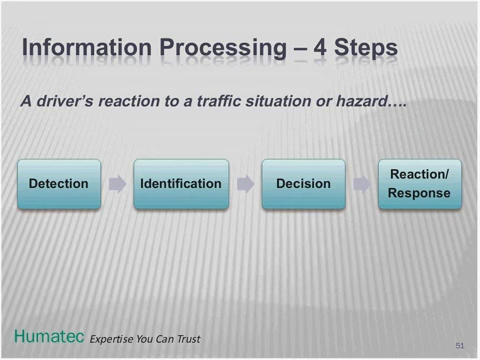 Information Processing – 4 Steps
A driver's reaction to a traffic situation or hazard….
Detection
Identification
Decision
Reaction/
Response
Humatec Expertise You Can Trust
51